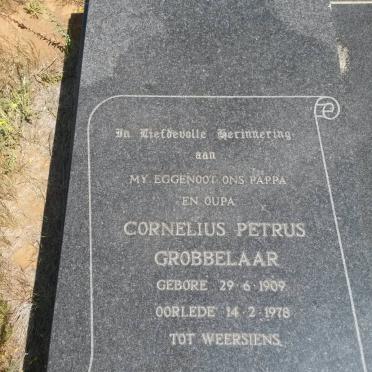 In Liefdevolle Herinnering
aan
MY EGGENOOT ONS PAPPA
EN OUPA
CORNELIUS PETRUS
GROBBELAAR
GEBORE 29·6·1909
OORLEDE 14·2·1978
TOT WEERSIENS